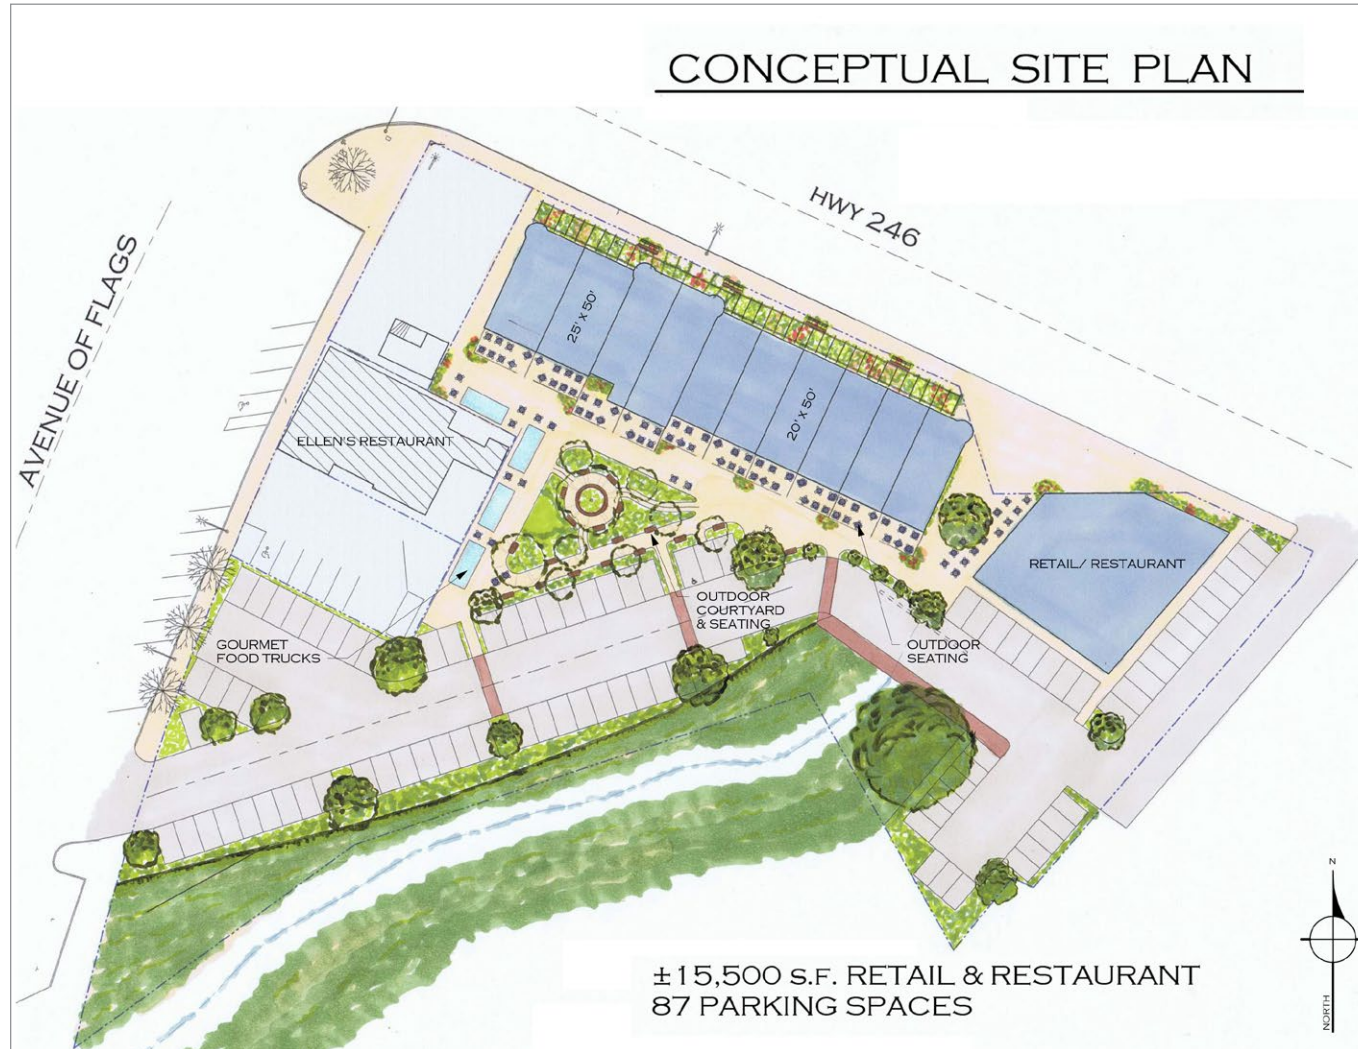 CONCEPTUAL SITE PLAN
HWY 246
AVENUE OF FLAGS
25' X 50'
20' X 50'
ELLEN'S RESTAURANT
RETAIL/ RESTAURANT
OUTDOOR
COURTYARD
& SEATING
GOURMET
FOOD TRUCKS
OUTDOOR
SEATING
N
NORTH
±15,500 S.F. RETAIL & RESTAURANT
87 PARKING SPACES